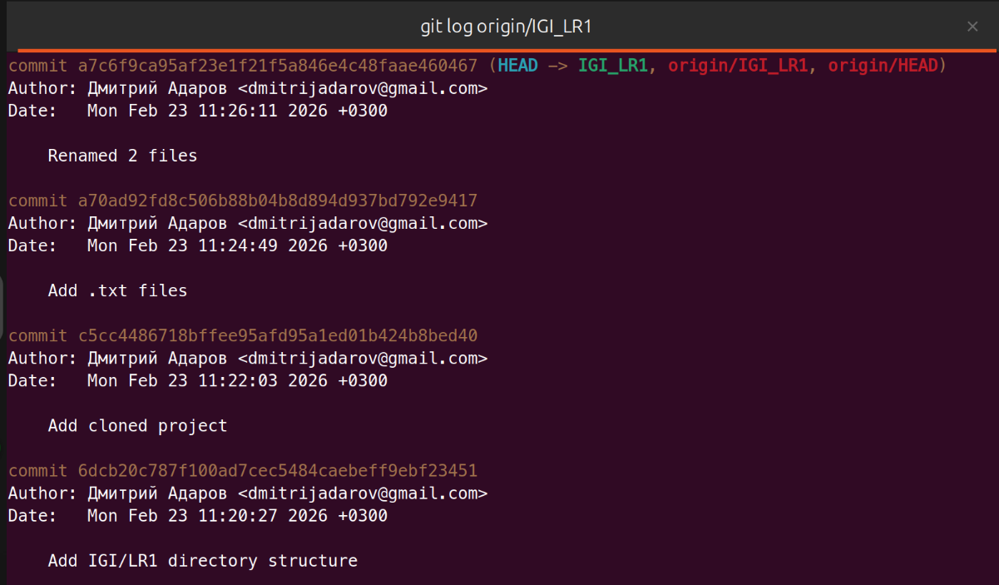 git log origin/IGI_LR1
×
commit a7c6f9ca95af23e1f21f5a846e4c48faae460467 (HEAD -> IGI_LR1, origin/IGI_LR1, origin/HEAD)
Author: Дмитрий Адаров <dmitrijadarov@gmail.com>
Date:   Mon Feb 23 11:26:11 2026 +0300
Renamed 2 files
commit a70ad92fd8c506b88b04b8d894d937bd792e9417
Author: Дмитрий Адаров <dmitrijadarov@gmail.com>
Date:   Mon Feb 23 11:24:49 2026 +0300
Add .txt files
commit c5cc4486718bffee95afd95a1ed01b424b8bed40
Author: Дмитрий Адаров <dmitrijadarov@gmail.com>
Date:   Mon Feb 23 11:22:03 2026 +0300
Add cloned project
commit 6dcb20c787f100ad7cec5484caebeff9ebf23451
Author: Дмитрий Адаров <dmitrijadarov@gmail.com>
Date:   Mon Feb 23 11:20:27 2026 +0300
Add IGI/LR1 directory structure